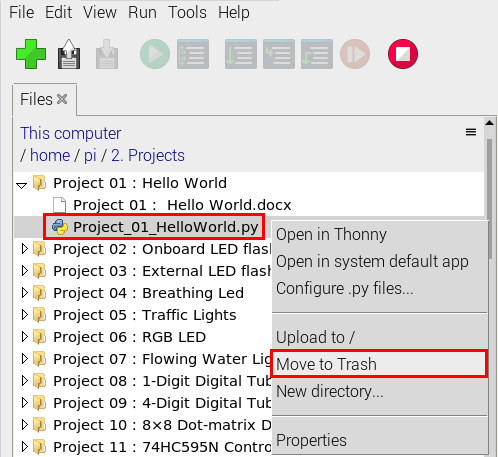 File Edit View Run Tools Help
Files
This computer
/ home / pi / 2. Projects
Project 01 : Hello World
Project 01 : Hello World.docx
Project_01_HelloWorld.py
Project 02 : Onboard LED flas
Project 03 : External LED flash
Project 04 : Breathing Led
Project 05 : Traffic Lights
Project 06 : RGB LED
Project 07 : Flowing Water Lig
Project 08 : 1-Digit Digital Tub
Project 09 : 4-Digit Digital Tub
Project 10 : 8×8 Dot-matrix D
Project 11 : 74HC595N Contro
Open in Thonny
Open in system default app
Configure .py files...
Upload to /
Move to Trash
New directory...
Properties